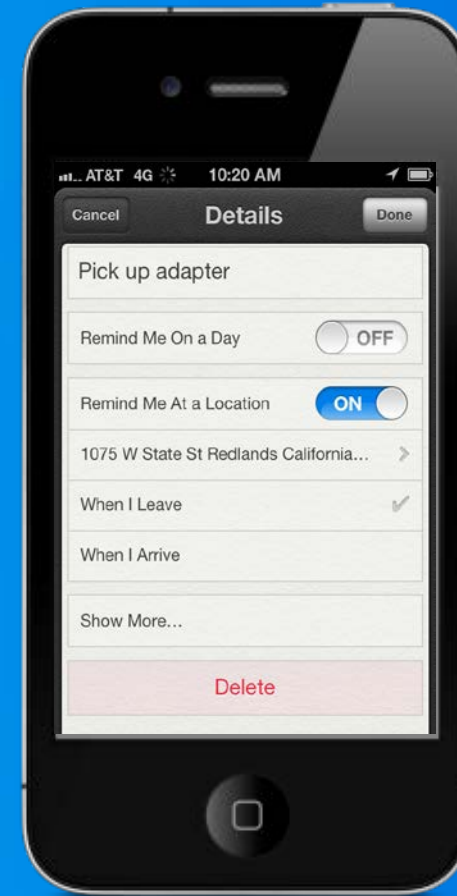 AT&T 4G 10:20 AM
Cancel Details Done
Pick up adapter
Remind Me On a Day OFF
Remind Me At a Location ON
1075 W State St Redlands California...
When I Leave
When I Arrive
Show More...
Delete